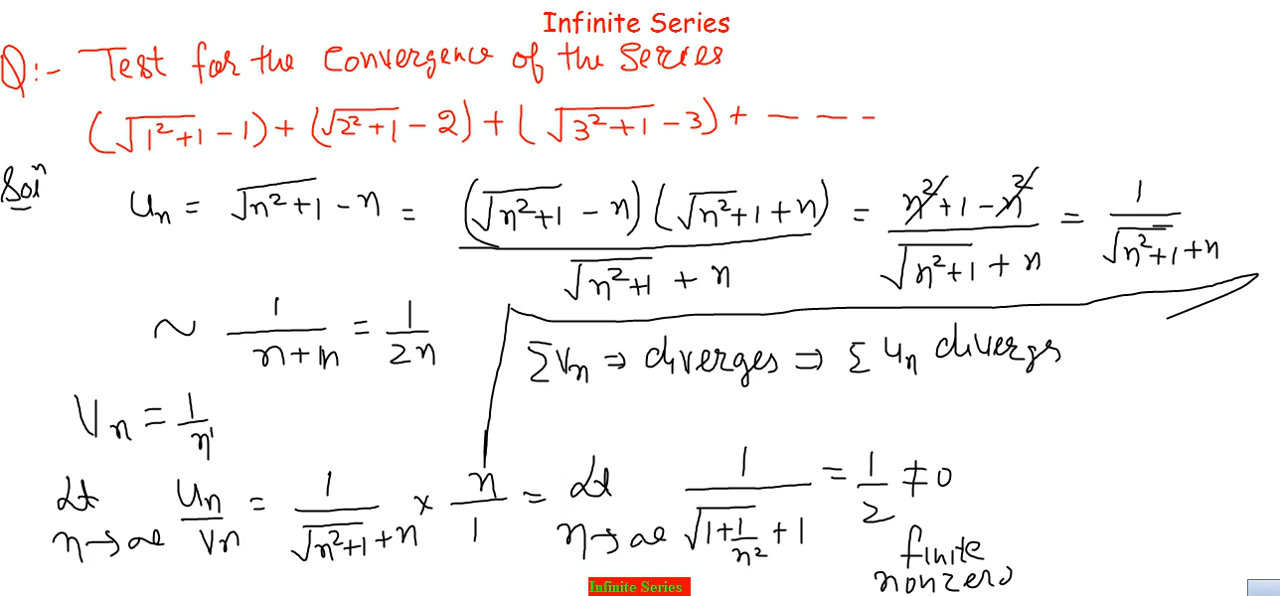 Infinite Series
Q:- Test for the Convergence of the Series
(√(1²+1) - 1) + (√(2²+1) - 2) + (√(3²+1) - 3) + - - - -
Solⁿ uₙ = √(n²+1) - n = (√(n²+1) - n)(√(n²+1) + n) / (√(n²+1) + n) = (n²+1-n²) / (√(n²+1) + n) = 1 / (√(n²+1) + n)
~ 1/(n+n) = 1/2n
Σvₙ ⇒ diverges ⇒ Σuₙ divergs
Vₙ = 1/n¹
Lt n→∞ uₙ/vₙ = 1/(√(n²+1) + n) × n/1 = Lt n→∞ 1/(√(1+1/n²) + 1) = 1/2 ≠ 0
finite
nonzero
Infinite Series